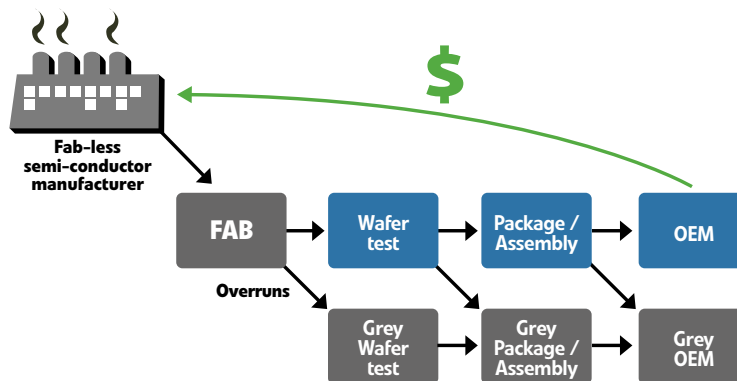 $
Fab-less
semi-conductor
manufacturer
FAB
Wafer
test
Package /
Assembly
OEM
Overruns
Grey
Wafer
test
Grey
Package /
Assembly
Grey
OEM